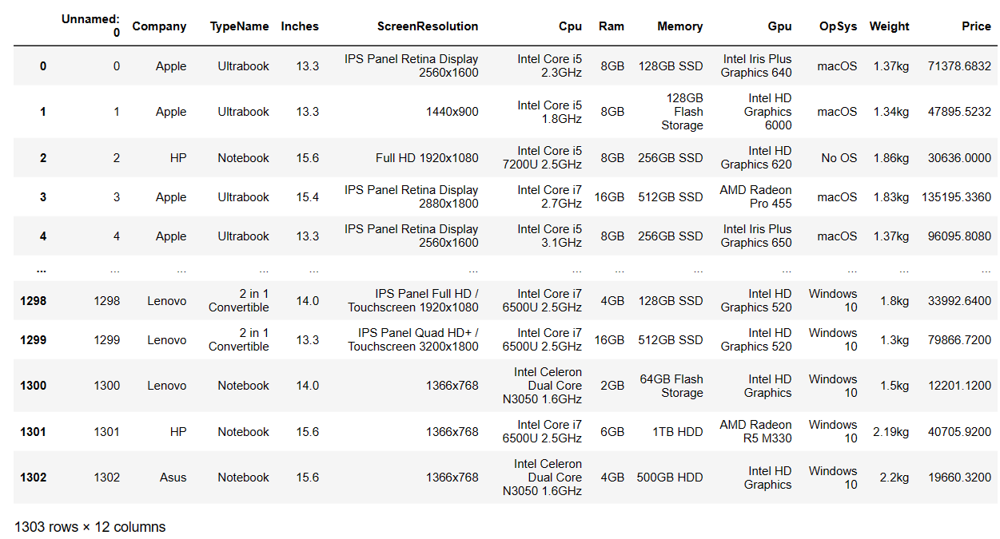 Unnamed: 0 Company TypeName Inches ScreenResolution Cpu Ram Memory Gpu OpSys Weight Price
0 0 Apple Ultrabook 13.3 IPS Panel Retina Display 2560x1600 Intel Core i5 2.3GHz 8GB 128GB SSD Intel Iris Plus Graphics 640 macOS 1.37kg 71378.6832
1 1 Apple Ultrabook 13.3 1440x900 Intel Core i5 1.8GHz 8GB 128GB Flash Storage Intel HD Graphics 6000 macOS 1.34kg 47895.5232
2 2 HP Notebook 15.6 Full HD 1920x1080 Intel Core i5 7200U 2.5GHz 8GB 256GB SSD Intel HD Graphics 620 No OS 1.86kg 30636.0000
3 3 Apple Ultrabook 15.4 IPS Panel Retina Display 2880x1800 Intel Core i7 2.7GHz 16GB 512GB SSD AMD Radeon Pro 455 macOS 1.83kg 135195.3360
4 4 Apple Ultrabook 13.3 IPS Panel Retina Display 2560x1600 Intel Core i5 3.1GHz 8GB 256GB SSD Intel Iris Plus Graphics 650 macOS 1.37kg 96095.8080
... ... ... ... ... ... ... ... ... ... ... ... ...
1298 1298 Lenovo 2 in 1 Convertible 14.0 IPS Panel Full HD / Touchscreen 1920x1080 Intel Core i7 6500U 2.5GHz 4GB 128GB SSD Intel HD Graphics 520 Windows 10 1.8kg 33992.6400
1299 1299 Lenovo 2 in 1 Convertible 13.3 IPS Panel Quad HD+ / Touchscreen 3200x1800 Intel Core i7 6500U 2.5GHz 16GB 512GB SSD Intel HD Graphics 520 Windows 10 1.3kg 79866.7200
1300 1300 Lenovo Notebook 14.0 1366x768 Intel Celeron Dual Core N3050 1.6GHz 2GB 64GB Flash Storage Intel HD Graphics Windows 10 1.5kg 12201.1200
1301 1301 HP Notebook 15.6 1366x768 Intel Core i7 6500U 2.5GHz 6GB 1TB HDD AMD Radeon R5 M330 Windows 10 2.19kg 40705.9200
1302 1302 Asus Notebook 15.6 1366x768 Intel Celeron Dual Core N3050 1.6GHz 4GB 500GB HDD Intel HD Graphics Windows 10 2.2kg 19660.3200
1303 rows × 12 columns